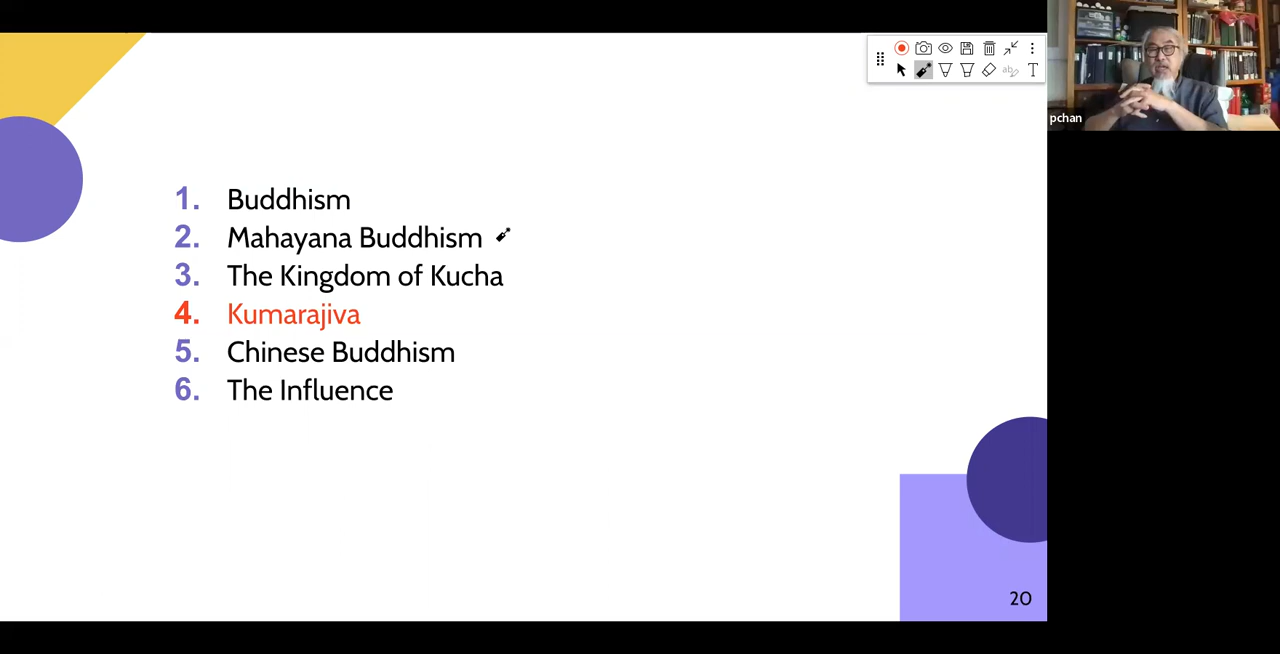 pchan
ab
T
1. Buddhism
2. Mahayana Buddhism
3. The Kingdom of Kucha
4. Kumarajiva
5. Chinese Buddhism
6. The Influence
20